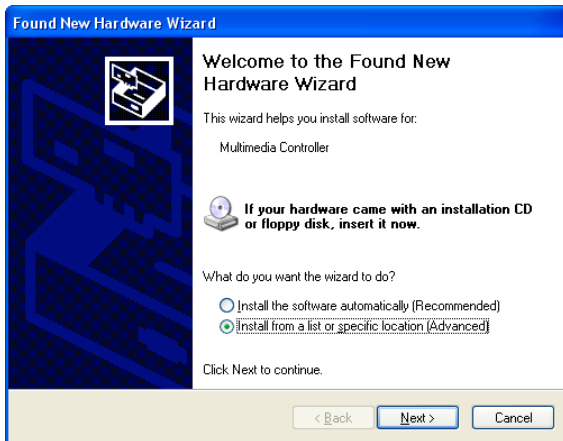 Found New Hardware Wizard
Welcome to the Found New
Hardware Wizard
This wizard helps you install software for:
Multimedia Controller
If your hardware came with an installation CD
or floppy disk, insert it now.
What do you want the wizard to do?
Install the software automatically (Recommended)
Install from a list or specific location (Advanced)
Click Next to continue.
< Back Next > Cancel